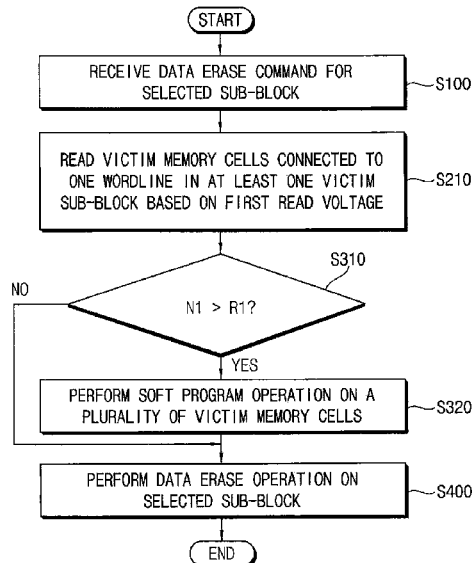 START
RECEIVE DATA ERASE COMMAND FOR
SELECTED SUB-BLOCK
S100
READ VICTIM MEMORY CELLS CONNECTED TO
ONE WORDLINE IN AT LEAST ONE VICTIM
SUB-BLOCK BASED ON FIRST READ VOLTAGE
S210
S310
NO
N1 > R1?
YES
PERFORM SOFT PROGRAM OPERATION ON A
PLURALITY OF VICTIM MEMORY CELLS
S320
PERFORM DATA ERASE OPERATION ON
SELECTED SUB-BLOCK
S400
END